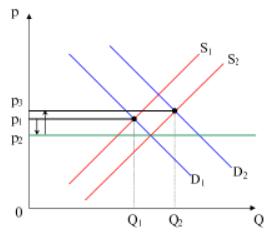 p
S₁
S₂
p₃
p₁
p₂
D₁
D₂
0
Q₁
Q₂
Q